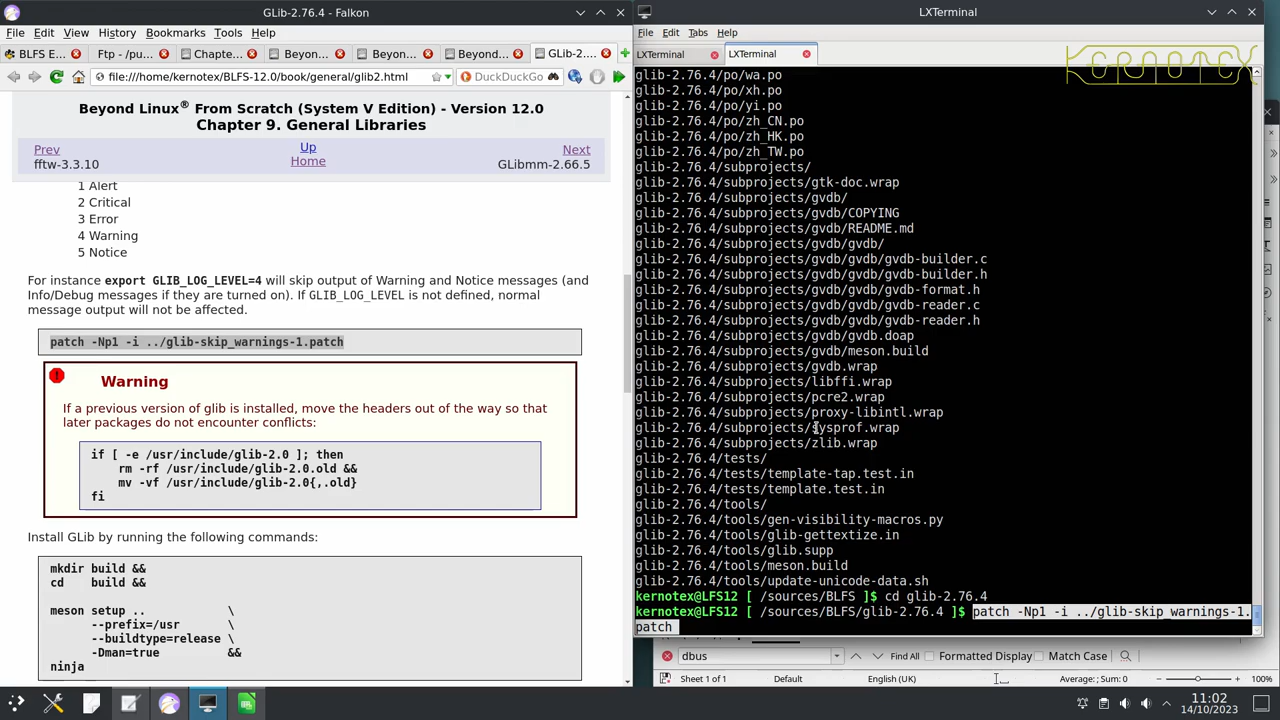 GLib-2.76.4 - Falkon
File Edit View History Bookmarks Tools Help
BLFS E...
Ftp - /pu...
Chapte...
Beyon...
Beyon...
Beyond...
GLib-2....
file:///home/kernotex/BLFS-12.0/book/general/glib2.html
DuckDuckGo
Beyond Linux® From Scratch (System V Edition) - Version 12.0
Chapter 9. General Libraries
Prev
Up
Next
fftw-3.3.10
Home
GLibmm-2.66.5
1 Alert
2 Critical
3 Error
4 Warning
5 Notice
For instance export GLIB_LOG_LEVEL=4 will skip output of Warning and Notice messages (and
Info/Debug messages if they are turned on). If GLIB_LOG_LEVEL is not defined, normal
message output will not be affected.
patch -Np1 -i ../glib-skip_warnings-1.patch
Warning
If a previous version of glib is installed, move the headers out of the way so that
later packages do not encounter conflicts:
if [ -e /usr/include/glib-2.0 ]; then
rm -rf /usr/include/glib-2.0.old &&
mv -vf /usr/include/glib-2.0{,.old}
fi
Install GLib by running the following commands:
mkdir build &&
cd build &&
meson setup .. \
--prefix=/usr \
--buildtype=release \
-Dman=true &&
ninja
LXTerminal
File Edit Tabs Help
LXTerminal
LXTerminal
KERNOTEX
glib-2.76.4/po/wa.po
glib-2.76.4/po/xh.po
glib-2.76.4/po/yi.po
glib-2.76.4/po/zh_CN.po
glib-2.76.4/po/zh_HK.po
glib-2.76.4/po/zh_TW.po
glib-2.76.4/subprojects/
glib-2.76.4/subprojects/gtk-doc.wrap
glib-2.76.4/subprojects/gvdb/
glib-2.76.4/subprojects/gvdb/COPYING
glib-2.76.4/subprojects/gvdb/README.md
glib-2.76.4/subprojects/gvdb/gvdb/
glib-2.76.4/subprojects/gvdb/gvdb/gvdb-builder.c
glib-2.76.4/subprojects/gvdb/gvdb/gvdb-builder.h
glib-2.76.4/subprojects/gvdb/gvdb/gvdb-format.h
glib-2.76.4/subprojects/gvdb/gvdb/gvdb-reader.c
glib-2.76.4/subprojects/gvdb/gvdb/gvdb-reader.h
glib-2.76.4/subprojects/gvdb/gvdb.doap
glib-2.76.4/subprojects/gvdb/meson.build
glib-2.76.4/subprojects/gvdb.wrap
glib-2.76.4/subprojects/libffi.wrap
glib-2.76.4/subprojects/pcre2.wrap
glib-2.76.4/subprojects/proxy-libintl.wrap
glib-2.76.4/subprojects/sysprof.wrap
glib-2.76.4/subprojects/zlib.wrap
glib-2.76.4/tests/
glib-2.76.4/tests/template-tap.test.in
glib-2.76.4/tests/template.test.in
glib-2.76.4/tools/
glib-2.76.4/tools/gen-visibility-macros.py
glib-2.76.4/tools/glib-gettextize.in
glib-2.76.4/tools/glib.supp
glib-2.76.4/tools/meson.build
glib-2.76.4/tools/update-unicode-data.sh
kernotex@LFS12 [ /sources/BLFS ]$ cd glib-2.76.4
kernotex@LFS12 [ /sources/BLFS/glib-2.76.4 ]$ patch -Np1 -i ../glib-skip_warnings-1.
patch
dbus
Find All Formatted Display Match Case
Sheet 1 of 1 Default English (UK) Average: ; Sum: 0 100%
11:02
14/10/2023